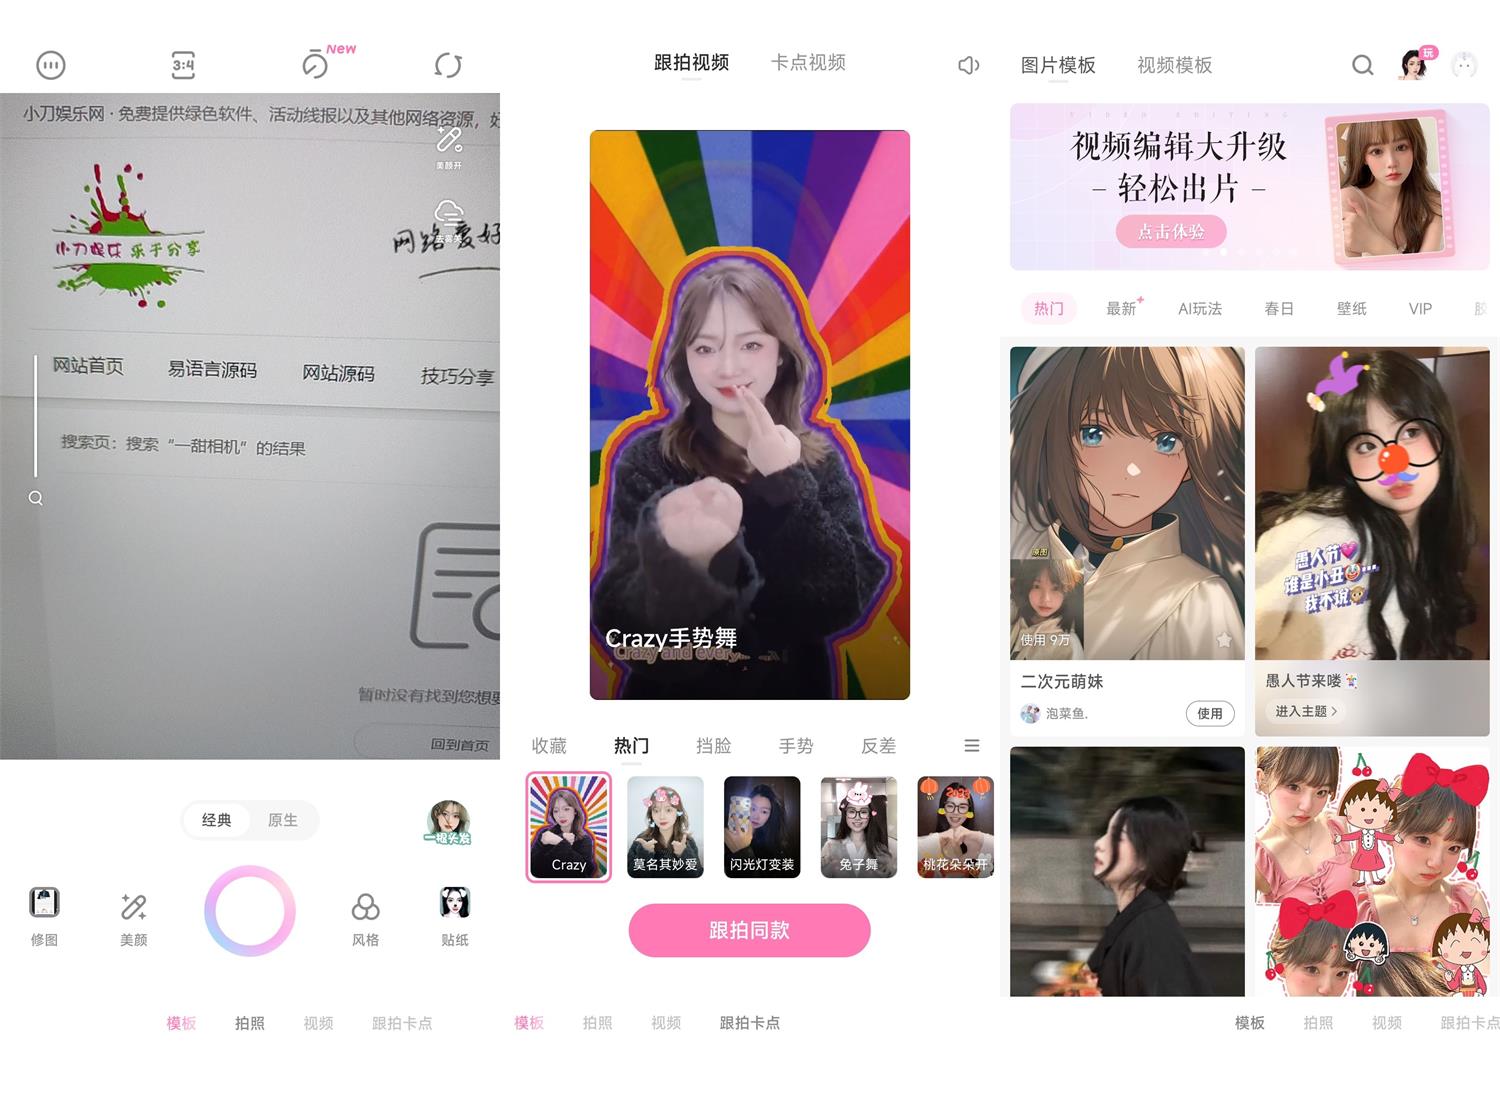 3:4
New
小刀娱乐网 · 免费提供绿色软件、活动线报以及其他网络资源，好
美颜开
小刀娱乐 乐于分享
网络爱好
网站首页
易语言源码
网站源码
技巧分享
搜索页：搜索 “一甜相机” 的结果
暂时没有找到您想要
回到首页
经典
原生
一根头发
修图
美颜
风格
贴纸
模板
拍照
视频
跟拍卡点
跟拍视频
卡点视频
Crazy手势舞
Crazy and every
收藏
热门
挡脸
手势
反差
Crazy
莫名其妙爱
闪光灯变装
兔子舞
2023
桃花朵朵开
跟拍同款
模板
拍照
视频
跟拍卡点
图片模板
视频模板
玩
VIDEO EDITING
视频编辑大升级
– 轻松出片 –
点击体验
热门
最新
AI玩法
春日
壁纸
VIP
胶
原图
使用 9万
二次元萌妹
泡菜鱼.
使用
愚人节
谁是小丑
...
我不说
愚人节来喽
进入主题
模板
拍照
视频
跟拍卡点